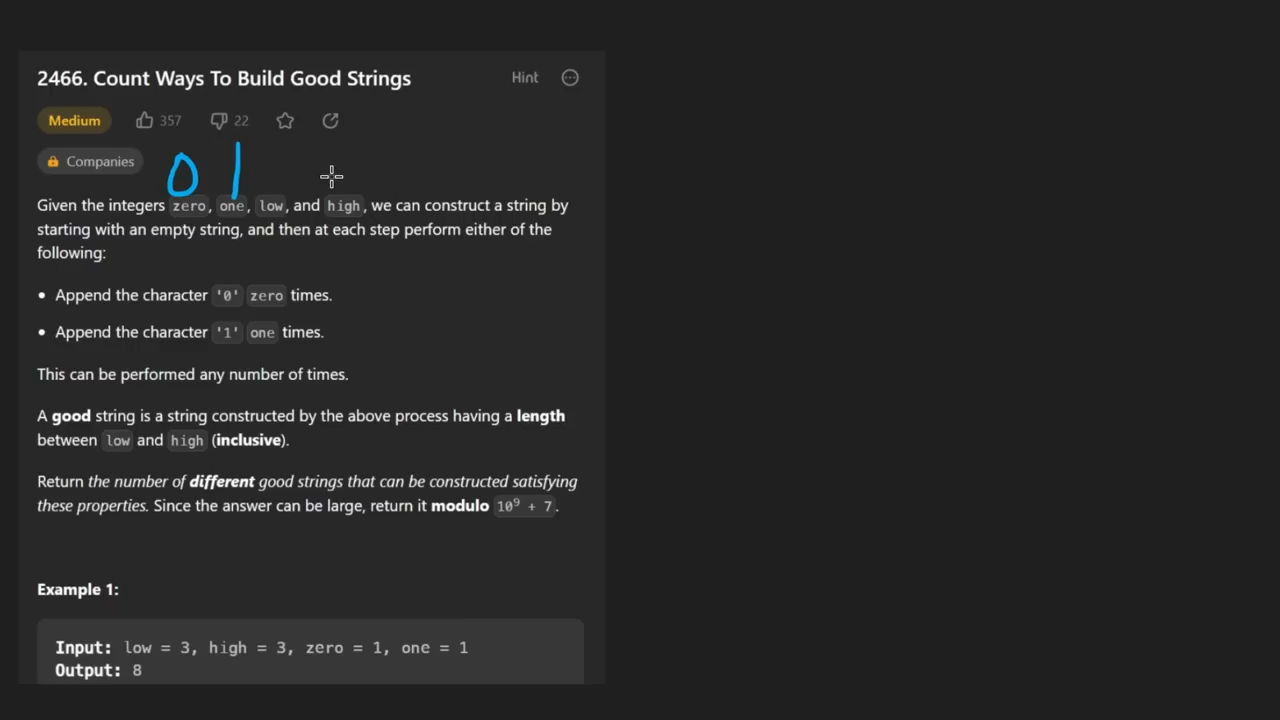 2466. Count Ways To Build Good Strings
Hint
Medium
357
22
Companies
0 1
Given the integers zero, one, low, and high, we can construct a string by
starting with an empty string, and then at each step perform either of the
following:
• Append the character '0' zero times.
• Append the character '1' one times.
This can be performed any number of times.
A good string is a string constructed by the above process having a length
between low and high (inclusive).
Return the number of different good strings that can be constructed satisfying
these properties. Since the answer can be large, return it modulo 10⁹ + 7.
Example 1:
Input: low = 3, high = 3, zero = 1, one = 1
Output: 8